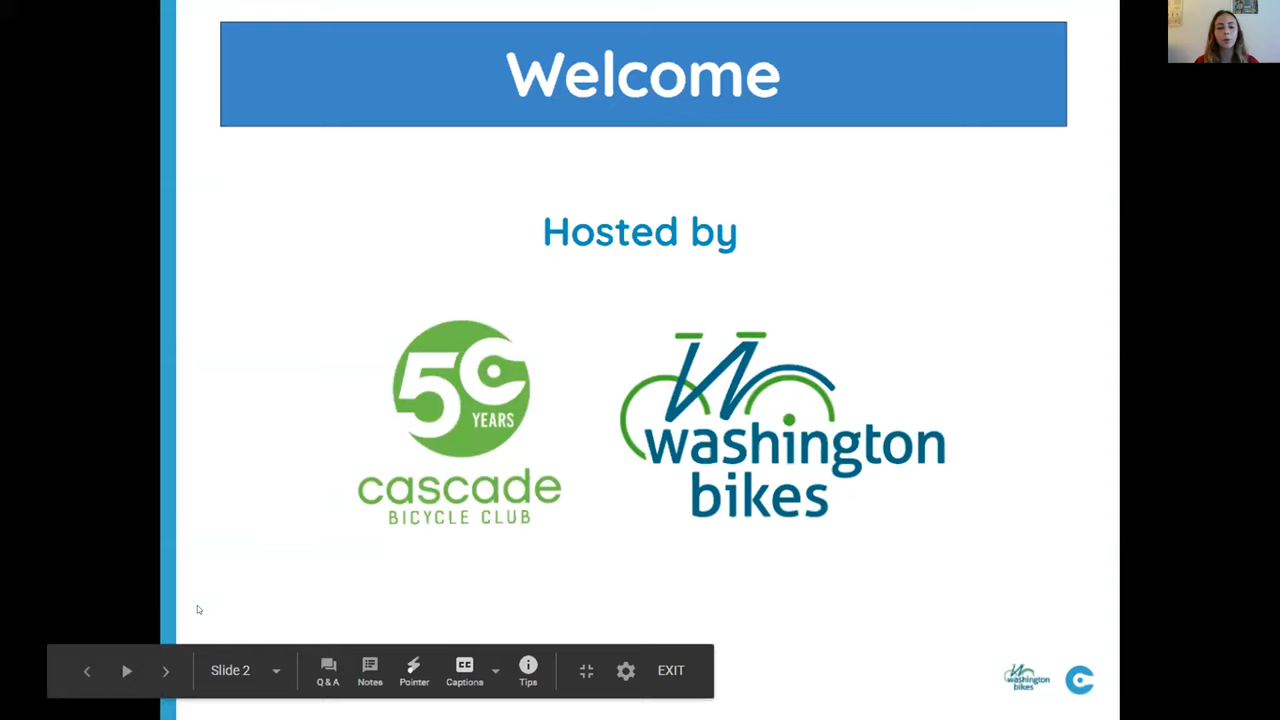 Welcome
Hosted by
50
YEARS
cascade
BICYCLE CLUB
washington
bikes
Slide 2
Q & A
Notes
Pointer
CC
Captions
Tips
EXIT
washington
bikes